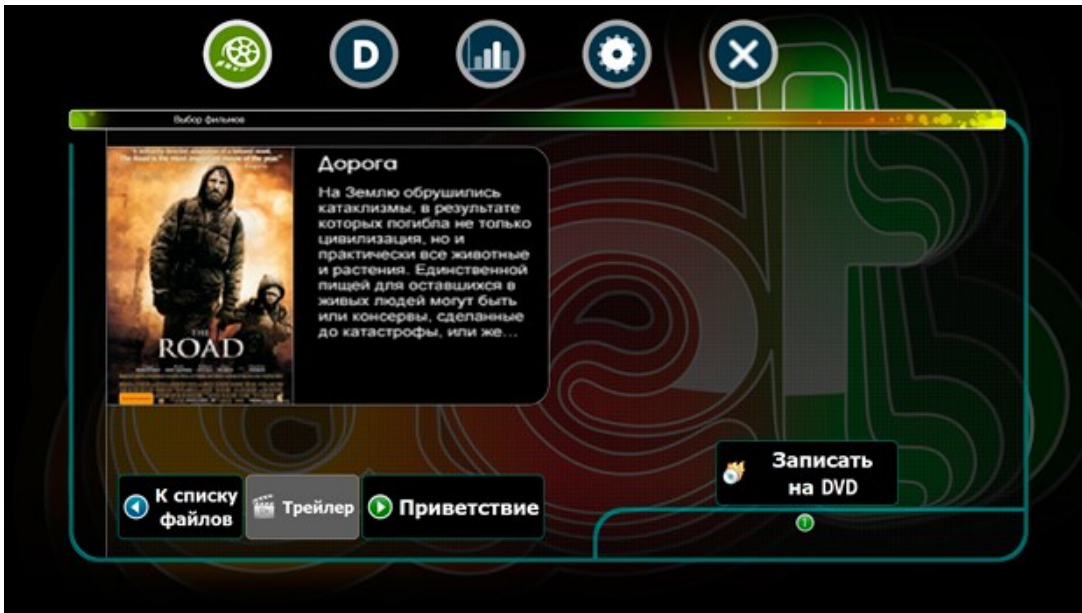 D
Выбор фильмов
Дорога
На Землю обрушились
катаклизмы, в результате
которых погибла не только
цивилизация, но и
практически все животные
и растения. Единственной
пищей для оставшихся в
живых людей могут быть
или консервы, сделанные
до катастрофы, или же...
THE
ROAD
К списку
файлов
Трейлер
Приветствие
Записать
на DVD